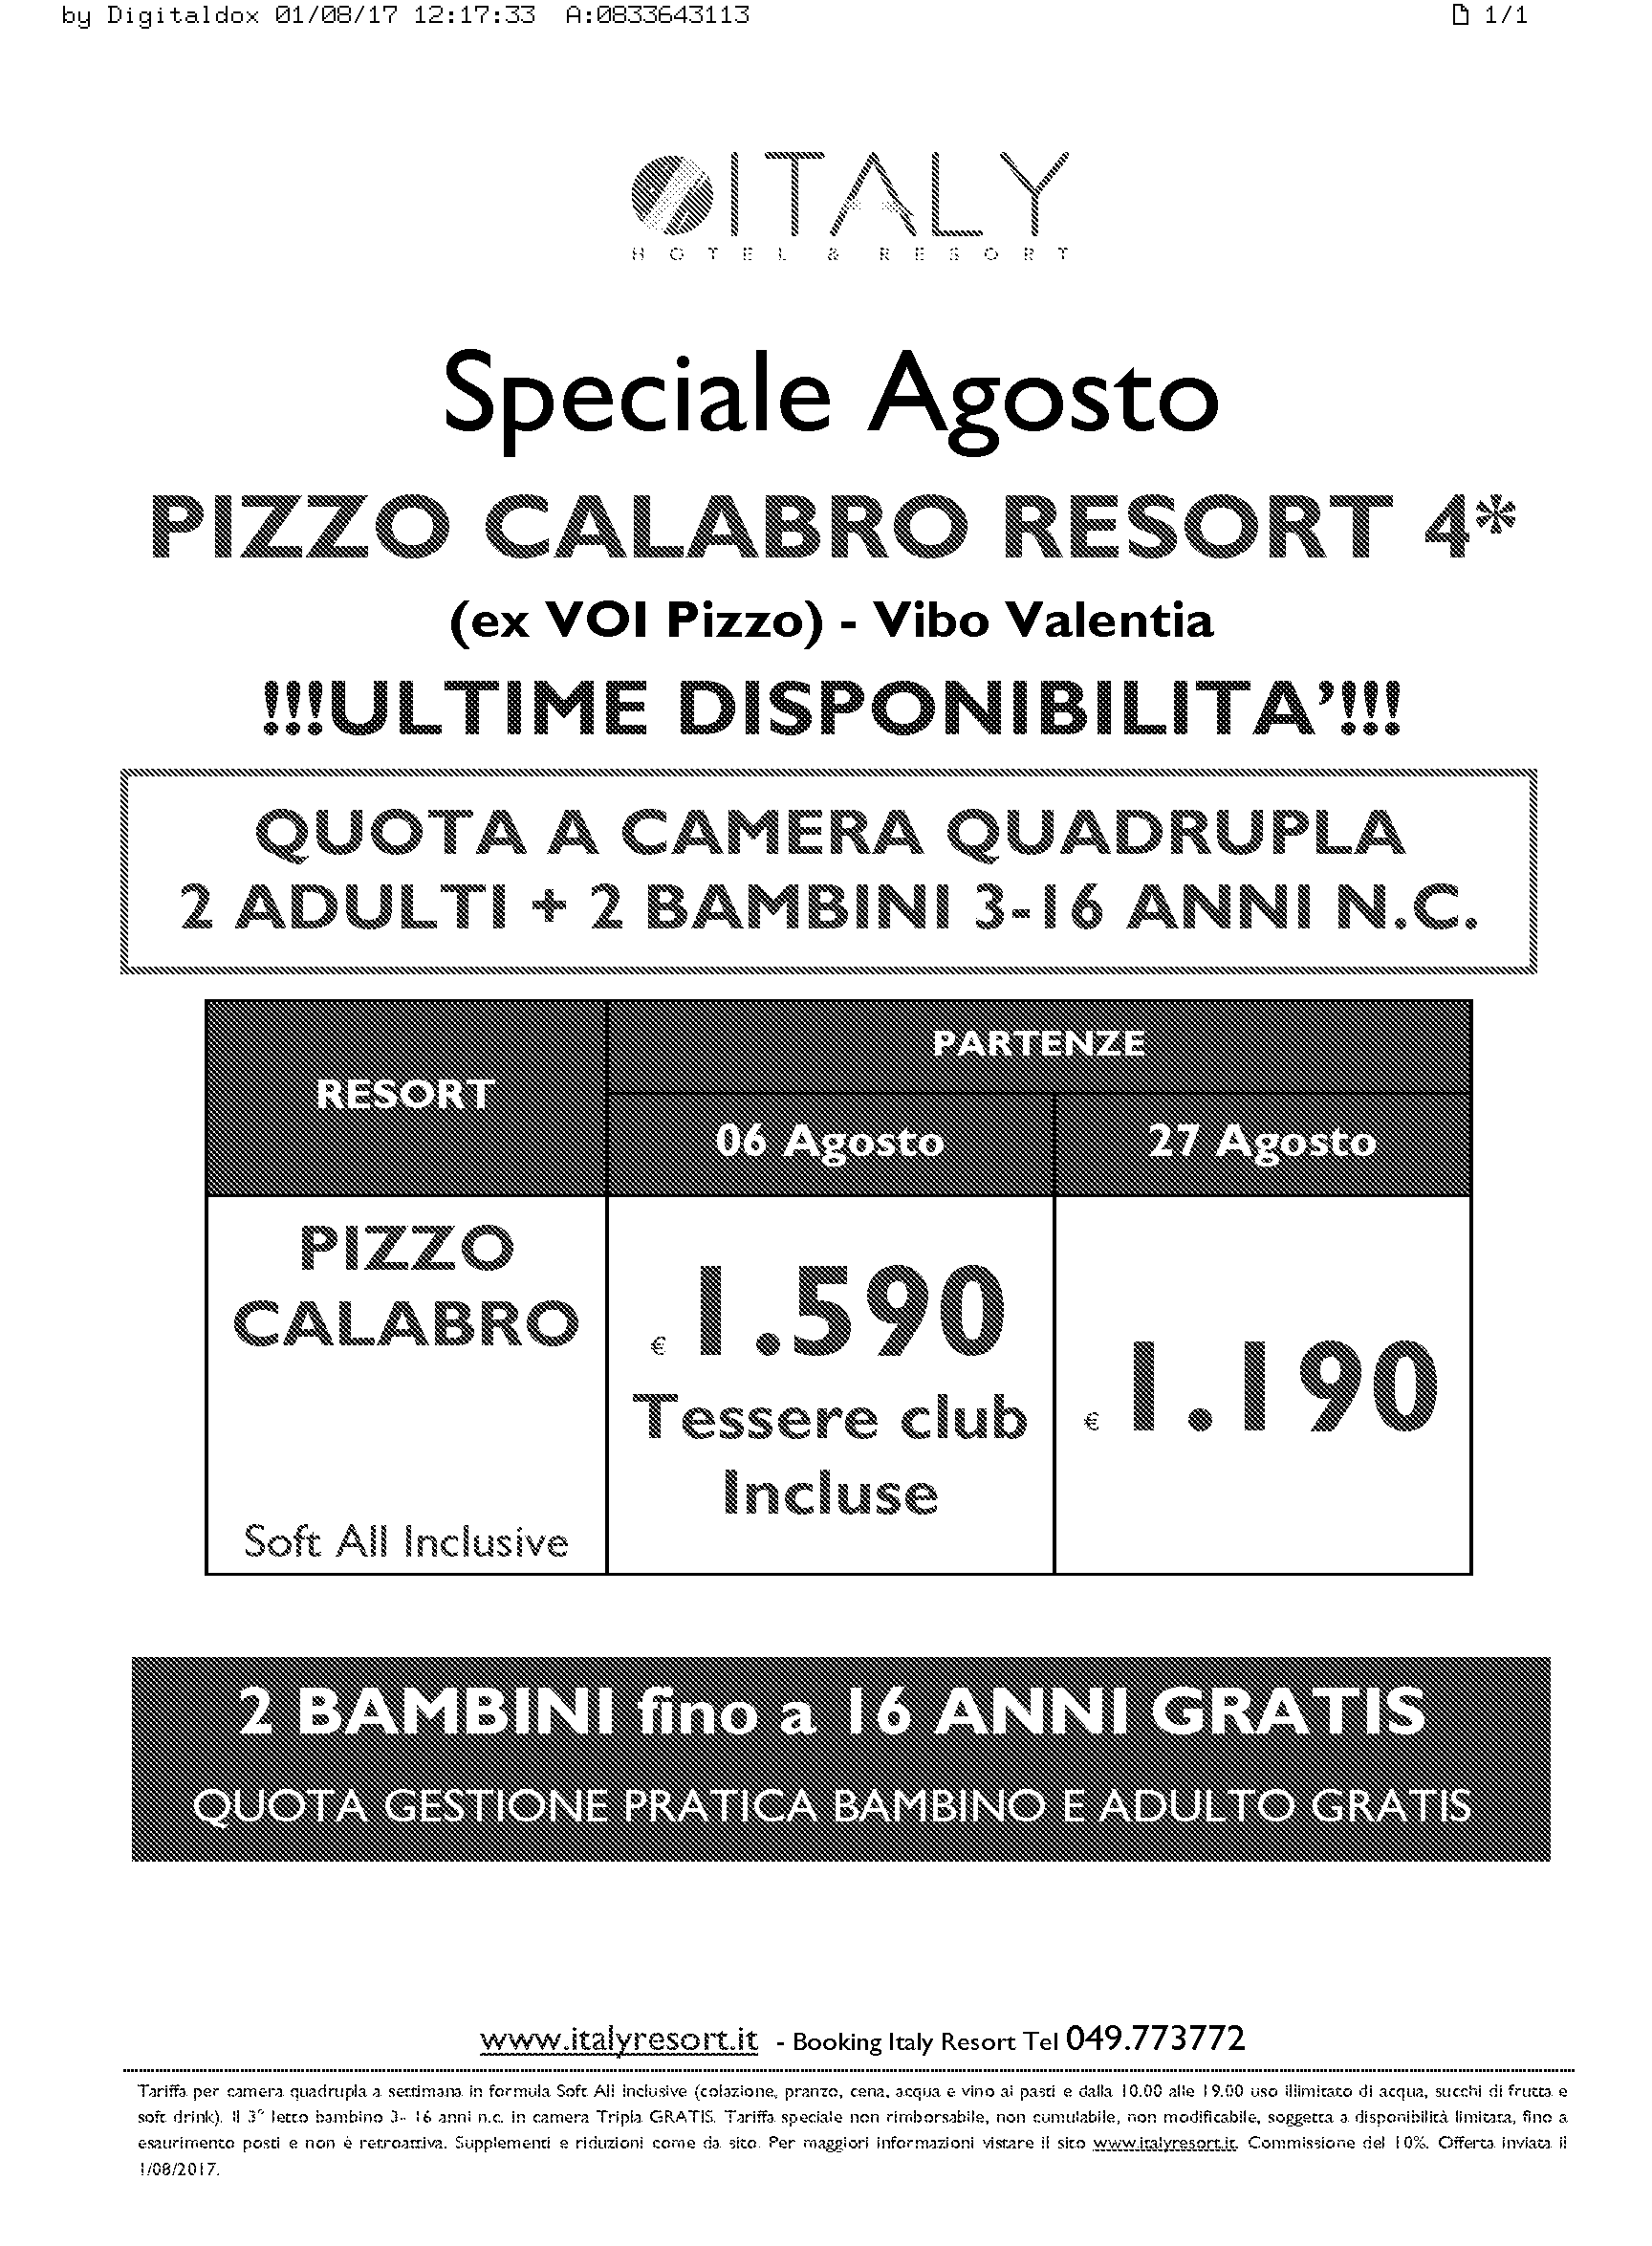 by Digitaldox 01/08/17 12:17:33 A:0833643113 1/1
ITALY
HOTEL & RESORT
Speciale Agosto
PIZZO CALABRO RESORT 4*
(ex VOI Pizzo) - Vibo Valentia
!!!ULTIME DISPONIBILITA’!!!
QUOTA A CAMERA QUADRUPLA
2 ADULTI + 2 BAMBINI 3-16 ANNI N.C.
RESORT
PARTENZE
06 Agosto 27 Agosto
PIZZO
CALABRO
Soft All Inclusive
€ 1.590
Tessere club
Incluse
€ 1.190
2 BAMBINI fino a 16 ANNI GRATIS
QUOTA GESTIONE PRATICA BAMBINO E ADULTO GRATIS
www.italyresort.it - Booking Italy Resort Tel 049.773772
Tariffa per camera quadrupla a settimana in formula Soft All inclusive (colazione, pranzo, cena, acqua e vino ai pasti e dalla 10.00 alle 19.00 uso illimitato di acqua, succhi di frutta e
soft drink). Il 3° letto bambino 3- 16 anni n.c. in camera Tripla GRATIS. Tariffa speciale non rimborsabile, non cumulabile, non modificabile, soggetta a disponibilità limitata, fino a
esaurimento posti e non è retroattiva. Supplementi e riduzioni come da sito. Per maggiori informazioni vistare il sito www.italyresort.it. Commissione del 10%. Offerta inviata il
1/08/2017.